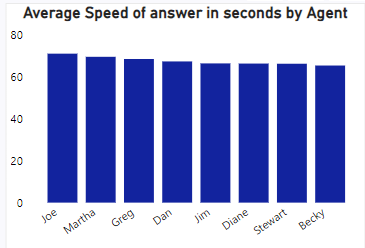 Average Speed of answer in seconds by Agent
80
60
40
20
0
Joe
Martha
Greg
Dan
Jim
Diane
Stewart
Becky